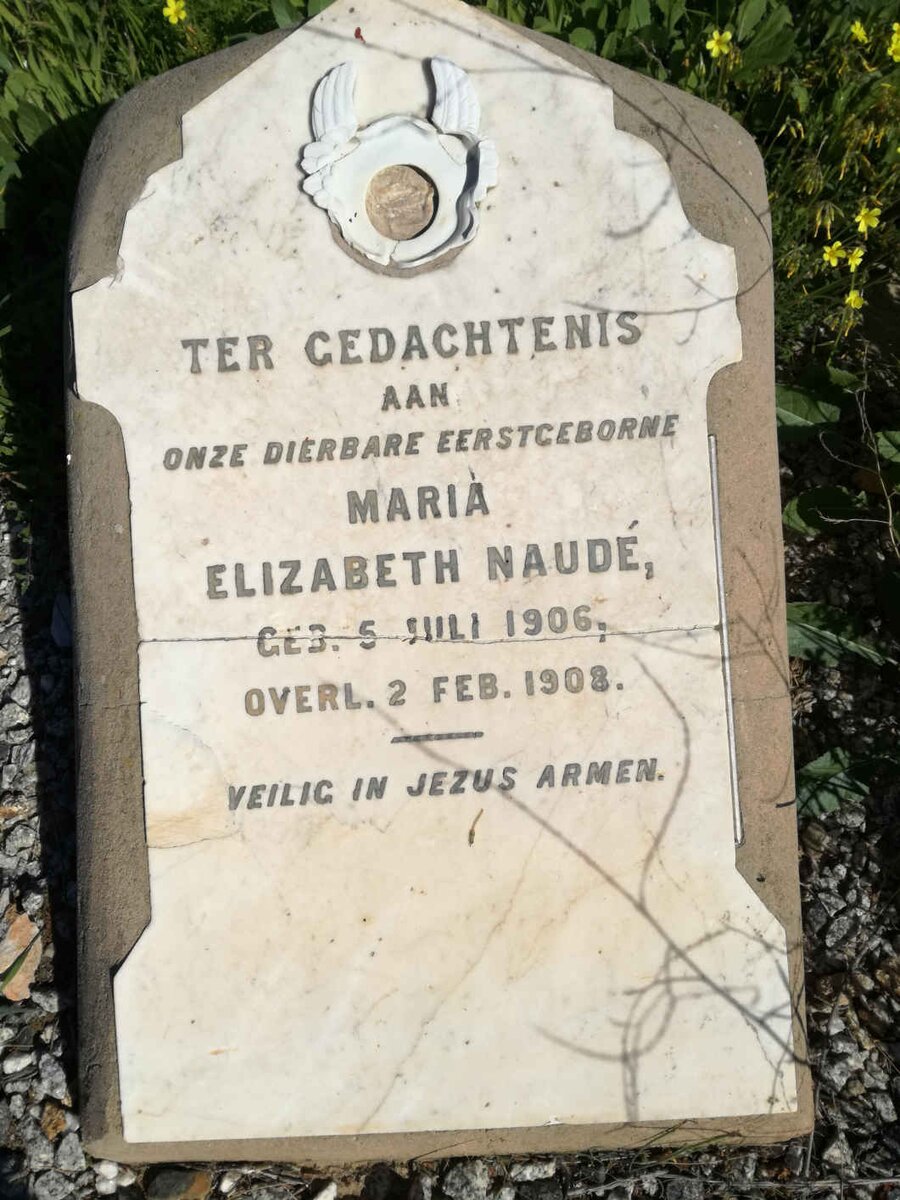 TER GEDACHTENIS
AAN
ONZE DIERBARE EERSTGEBORNE
MARIA
ELIZABETH NAUDÉ,
GEB. 5 JULI 1906,
OVERL. 2 FEB. 1908.
VEILIG IN JEZUS ARMEN.